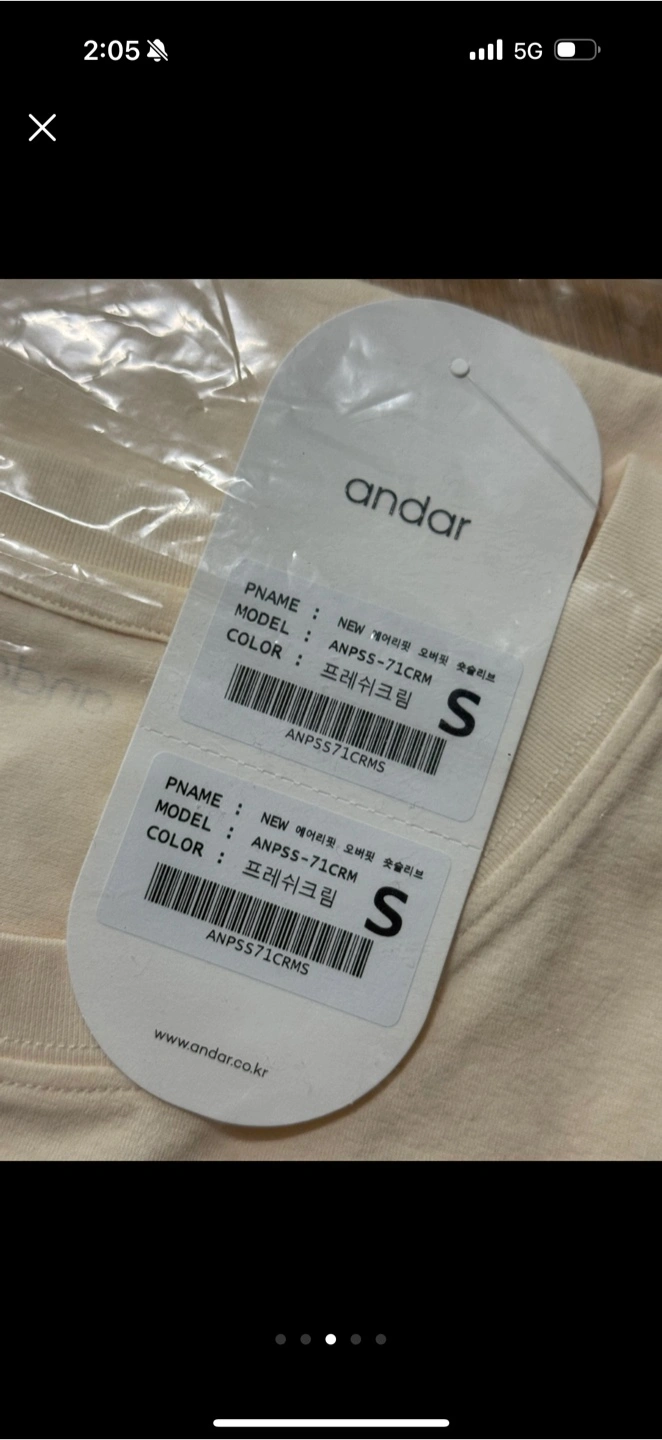 2:05
5G
andar
PNAME : NEW 에어리핏 오버핏 숏슬리브
MODEL : ANPSS-71CRM
COLOR : 프레쉬크림
S
ANPSS71CRMS
PNAME : NEW 에어리핏 오버핏 숏슬리브
MODEL : ANPSS-71CRM
COLOR : 프레쉬크림
S
ANPSS71CRMS
www.andar.co.kr